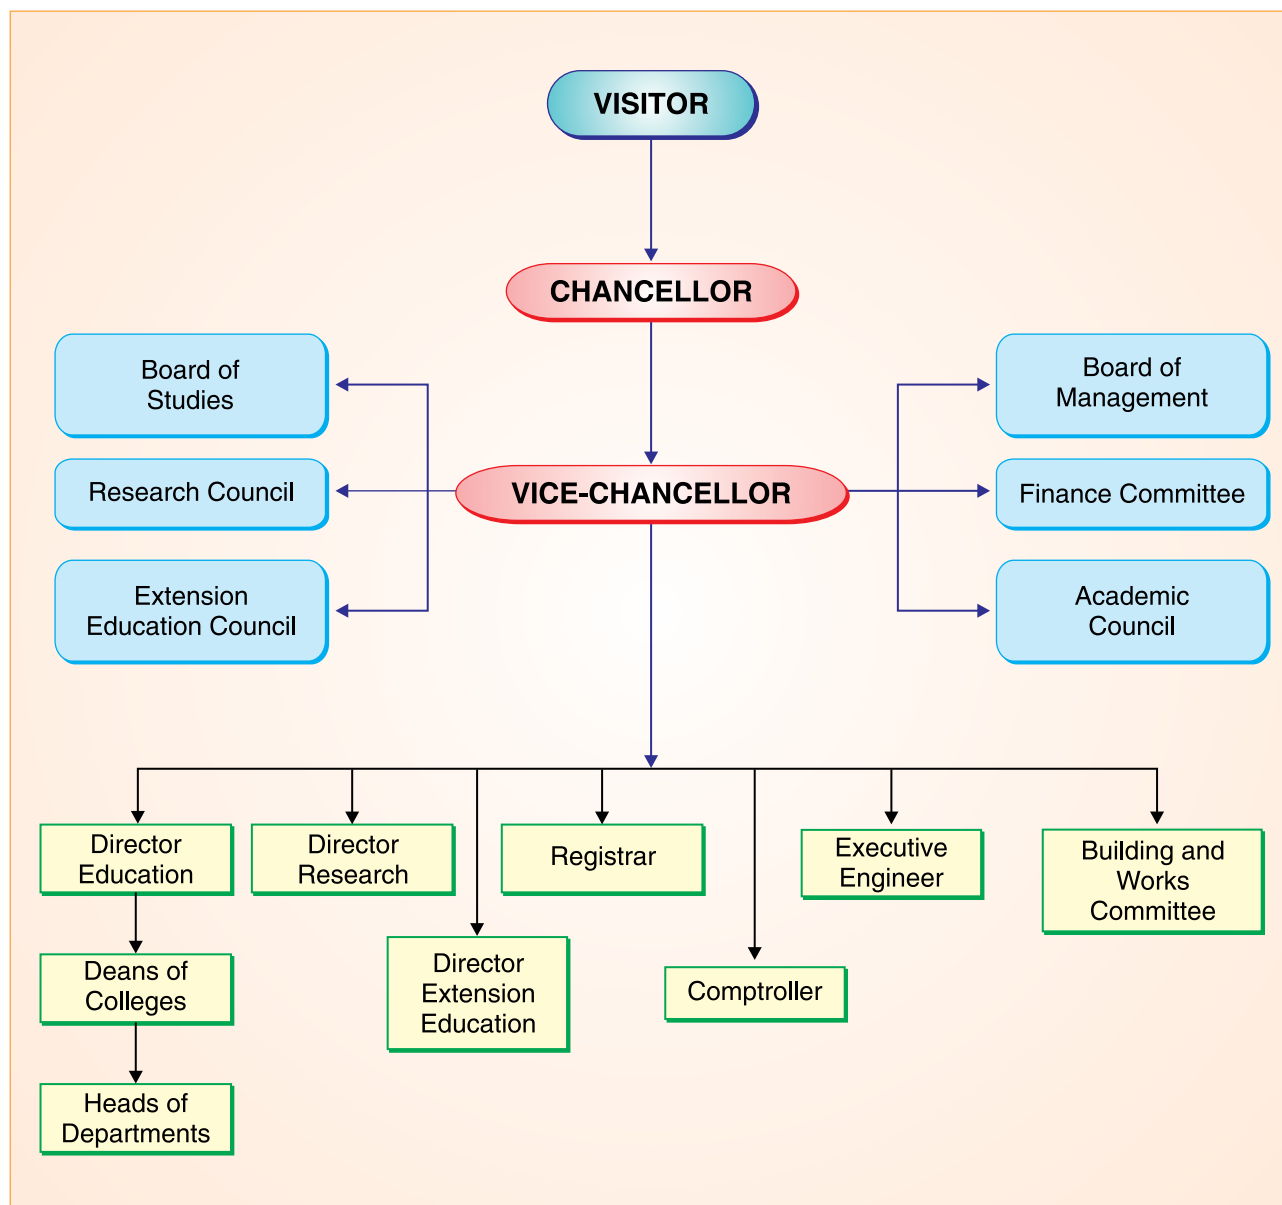 VISITOR
CHANCELLOR
Board of
Studies
Board of
Management
Research Council
VICE-CHANCELLOR
Finance Committee
Extension
Education Council
Academic
Council
Director
Education
Director
Research
Registrar
Executive
Engineer
Building and
Works
Committee
Deans of
Colleges
Director
Extension
Education
Comptroller
Heads of
Departments